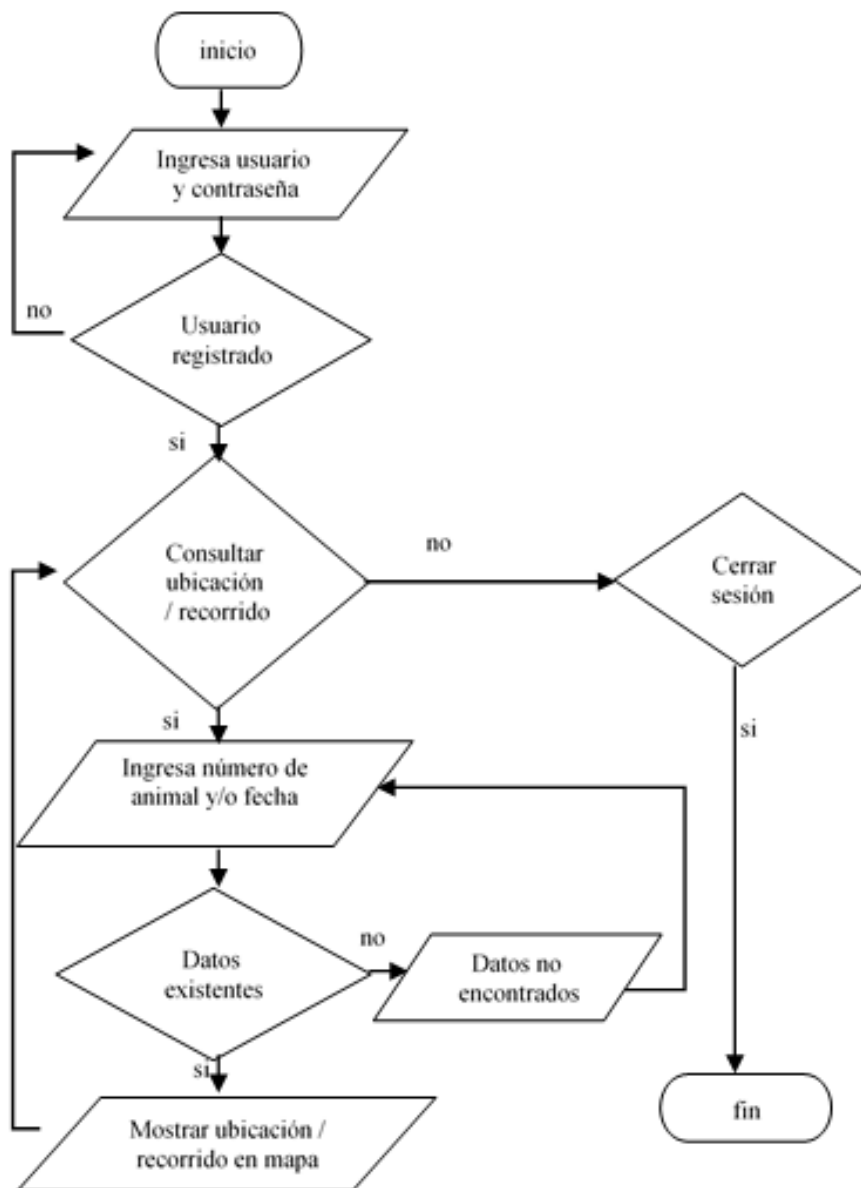 inicio
Ingresa usuario
y contraseña
no
Usuario
registrado
si
Consultar
ubicación
/ recorrido
no
Cerrar
sesión
si
si
Ingresa número de
animal y/o fecha
Datos
existentes
no
Datos no
encontrados
si
Mostrar ubicación /
recorrido en mapa
fin